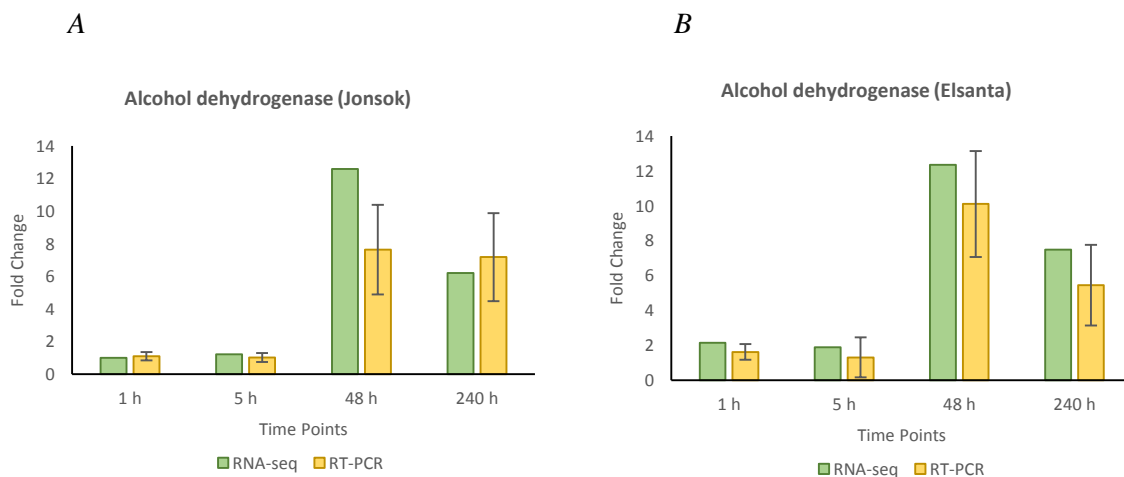 A
Alcohol dehydrogenase (Jonsok)
14
12
10
8
6
4
2
0
Fold Change
1 h 5 h 48 h 240 h
Time Points
RNA-seq RT-PCR
B
Alcohol dehydrogenase (Elsanta)
14
12
10
8
6
4
2
0
Fold Change
1 h 5 h 48 h 240 h
Time Points
RNA-seq RT-PCR